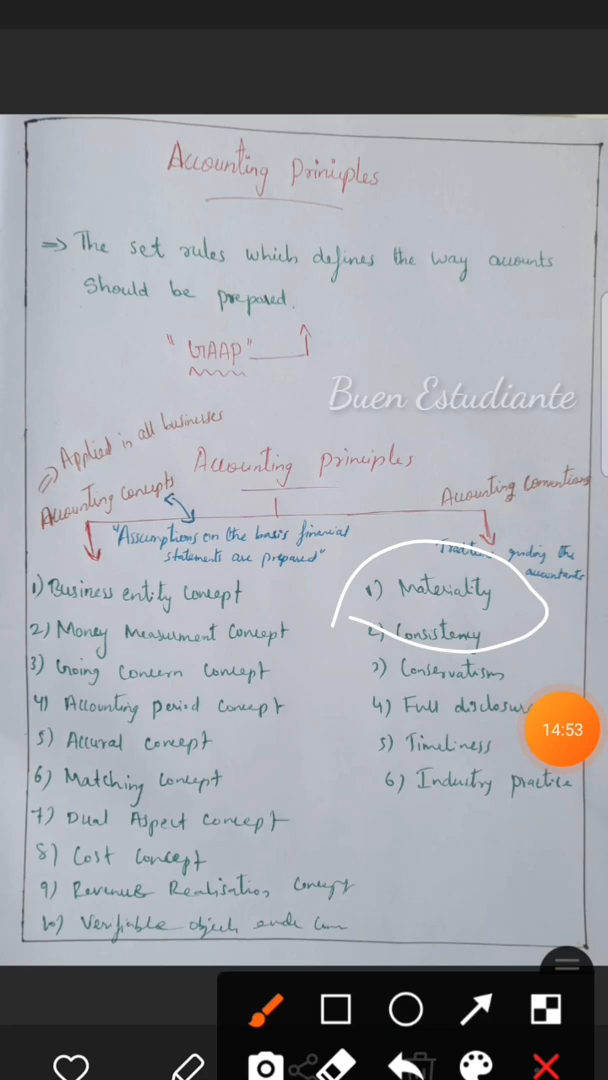 Accounting Priniples
=> The set rules which defines the way accounts
should be prepared.
"GAAP"
Buen Estudiante
=> Applied in all businesses
Accounting principles
Accounting concepts
Accounting conventions
"Assumptions on the basis financial
statements are prepared"
guiding the
accountants
1) Business entity concept
2) Money Measurment concept
3) Going concern concept
4) Accounting period concept
5) Accural concept
6) Matching concept
7) Dual Aspect concept
8) Cost concept
9) Revenue Realisation concept
10) Verfiable
1) Materiality
2) Consistency
3) Conservatism
4) Full disclosur
5) Timeliness
6) Industry practice
14:53